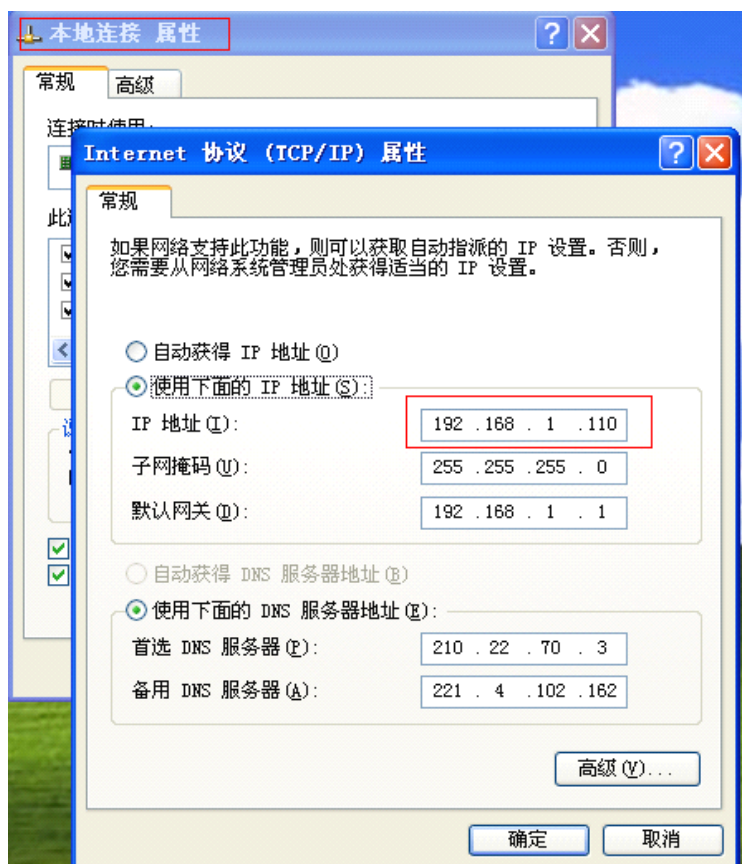 本地连接 属性
常规
高级
Internet 协议 (TCP/IP) 属性
常规
如果网络支持此功能，则可以获取自动指派的 IP 设置。否则，
您需要从网络系统管理员处获得适当的 IP 设置。
自动获得 IP 地址(O)
使用下面的 IP 地址(S):
IP 地址(I): 192 .168 . 1 .110
子网掩码(U): 255 .255 .255 . 0
默认网关(D): 192 .168 . 1 . 1
自动获得 DNS 服务器地址(B)
使用下面的 DNS 服务器地址(E):
首选 DNS 服务器(P): 210 . 22 . 70 . 3
备用 DNS 服务器(A): 221 . 4 .102 .162
高级(V)...
确定
取消